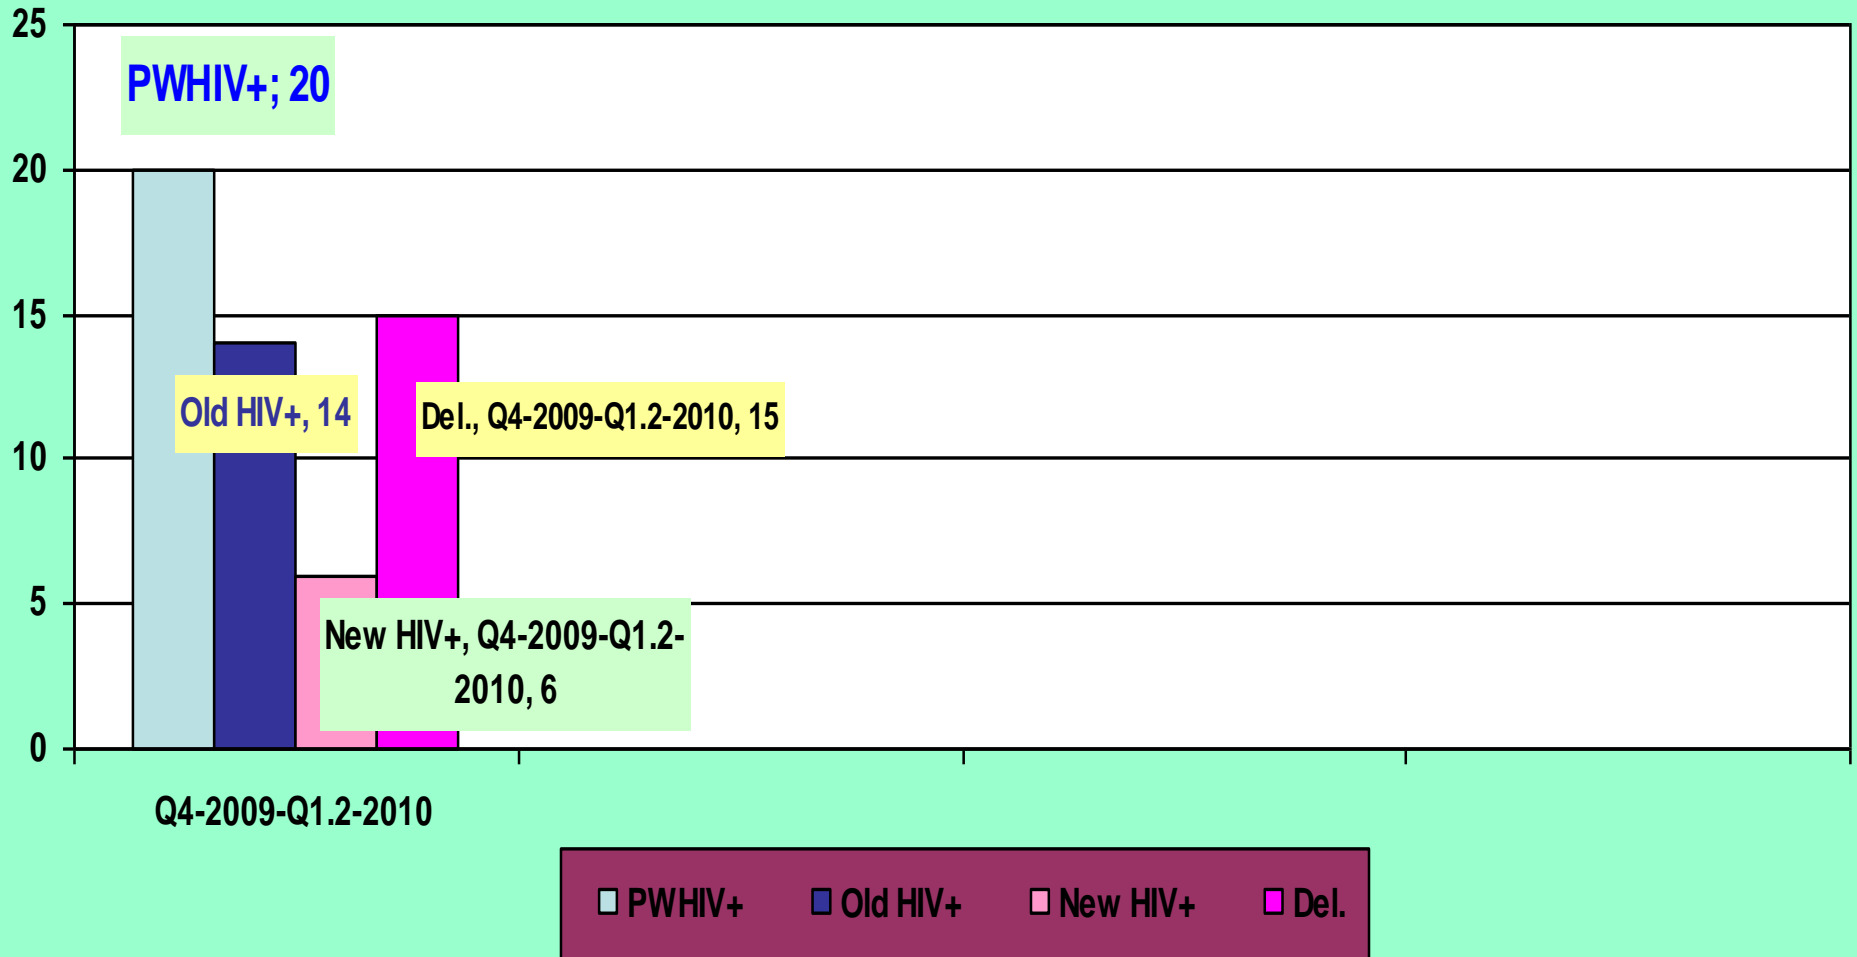 25
PWHIV+; 20
20
15
Old HIV+, 14
Del., Q4-2009-Q1.2-2010, 15
10
5
New HIV+, Q4-2009-Q1.2-
2010, 6
0
Q4-2009-Q1.2-2010
PWHIV+ Old HIV+ New HIV+ Del.